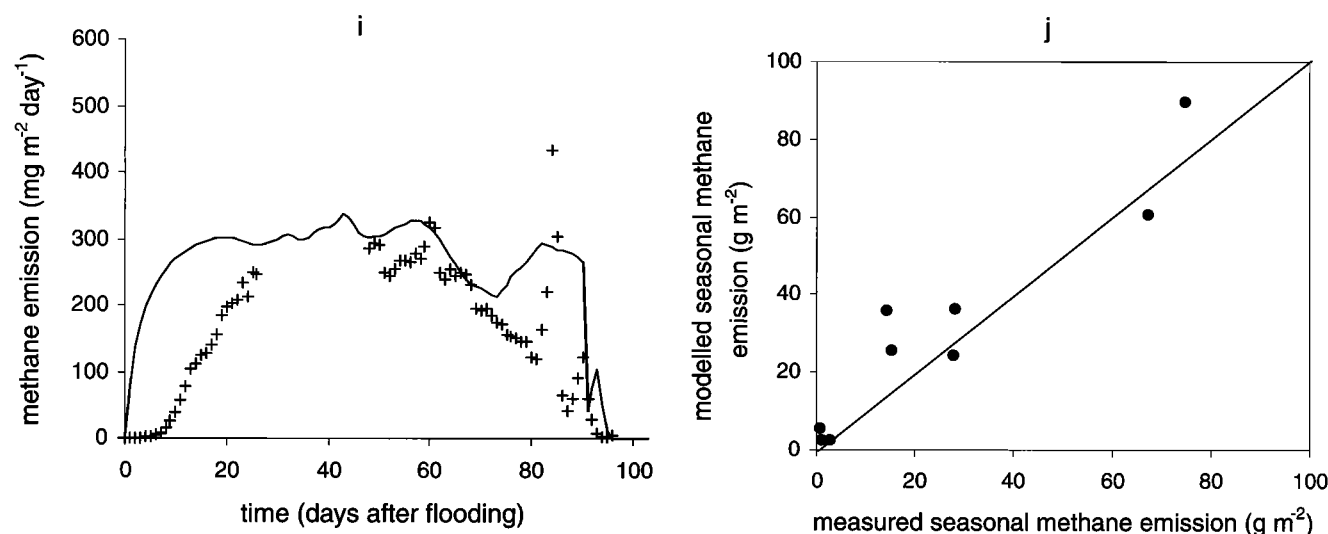 i
methane emission (mg m⁻² day⁻¹)
600
500
400
300
200
100
0
0 20 40 60 80 100
time (days after flooding)
j
modelled seasonal methane
emission (g m⁻²)
100
80
60
40
20
0
0 20 40 60 80 100
measured seasonal methane emission (g m⁻²)